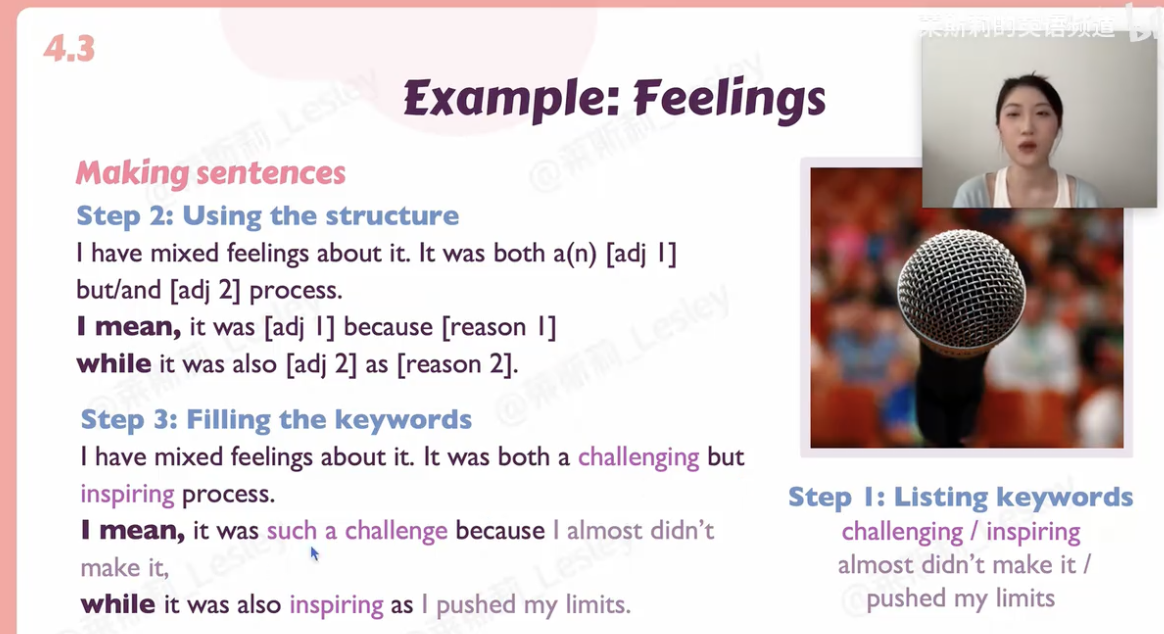 莱斯莉的英语频道
4.3
Example: Feelings
Making sentences
Step 2: Using the structure
I have mixed feelings about it. It was both a(n) [adj 1]
but/and [adj 2] process.
I mean, it was [adj 1] because [reason 1]
while it was also [adj 2] as [reason 2].
Step 3: Filling the keywords
I have mixed feelings about it. It was both a challenging but
inspiring process.
I mean, it was such a challenge because I almost didn't
make it,
while it was also inspiring as I pushed my limits.
Step 1: Listing keywords
challenging / inspiring
almost didn't make it /
pushed my limits
@莱斯莉_Lesley